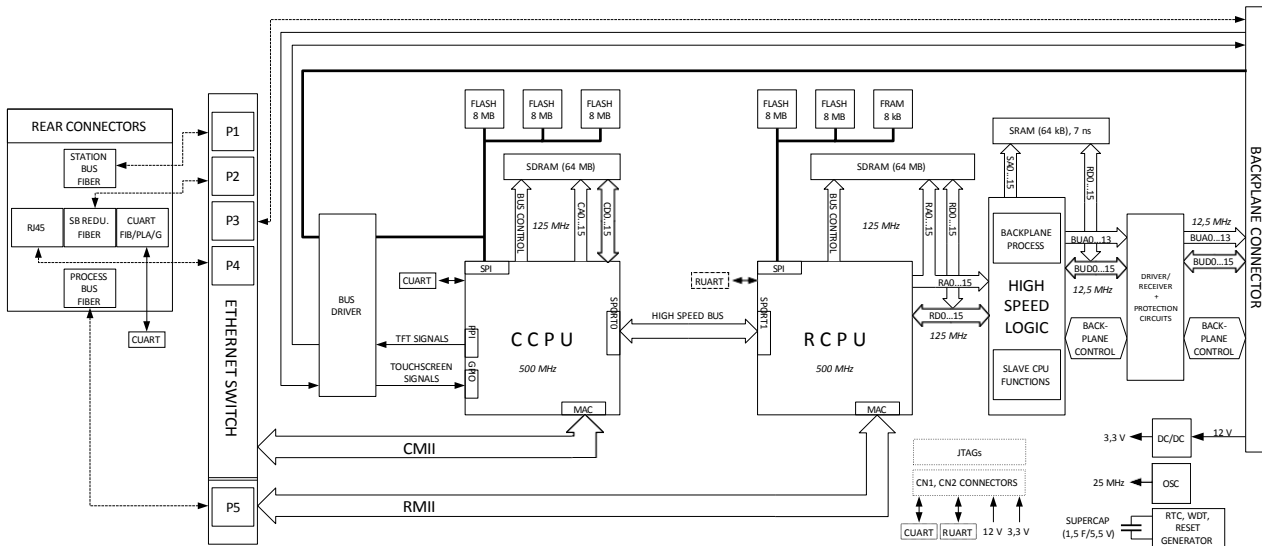 REAR CONNECTORS
STATION
BUS
FIBER
RJ45
SB REDU.
FIBER
CUART
FIB/PLA/G
PROCESS
BUS
FIBER
CUART
P1
P2
P3
P4
ETHERNET SWITCH
P5
BUS
DRIVER
FLASH
8 MB
FLASH
8 MB
FLASH
8 MB
SDRAM (64 MB)
BUS CONTROL
125 MHz
CA0...15
CD0...15
CUART
SPI
PPI
GPIO
SPORT0
CCPU
500 MHz
MAC
TFT SIGNALS
TOUCHSCREEN
SIGNALS
CMII
RMII
HIGH SPEED BUS
FLASH
8 MB
FLASH
8 MB
FRAM
8 kB
SDRAM (64 MB)
BUS CONTROL
125 MHz
RA0...15
RD0...15
RUART
SPI
SPORT1
RCPU
500 MHz
MAC
RA0...15
RD0...15
125 MHz
SRAM (64 kB), 7 ns
SA0...15
RD0...15
BACKPLANE
PROCESS
HIGH
SPEED
LOGIC
SLAVE CPU
FUNCTIONS
BUA0...13
BUD0...15
12,5 MHz
BACK-
PLANE
CONTROL
DRIVER/
RECEIVER
+
PROTECTION
CIRCUITS
12,5 MHz
BUA0...13
BUD0...15
BACK-
PLANE
CONTROL
BACKPLANE CONNECTOR
JTAGs
CN1, CN2 CONNECTORS
CUART
RUART
12 V
3,3 V
3,3 V
DC/DC
12 V
25 MHz
OSC
SUPERCAP
(1,5 F/5,5 V)
RTC, WDT,
RESET
GENERATOR